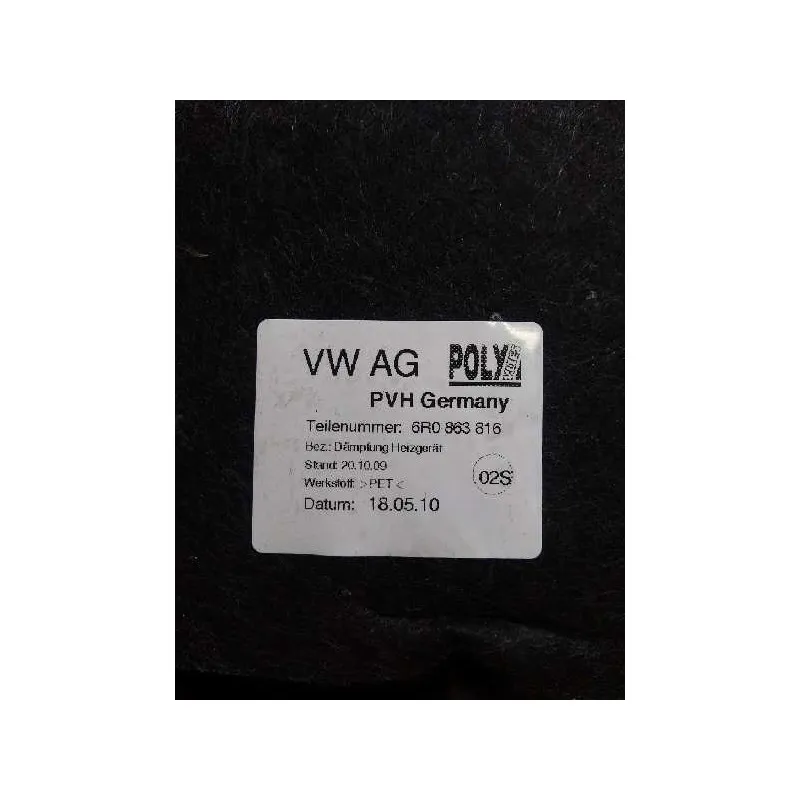 VW AG POLY
PVH Germany
Teilenummer: 6R0 863 816
Bez.: Dämpfung Heizgerät
Stand: 20.10.09
Werkstoff: >PET<
02S
Datum: 18.05.10